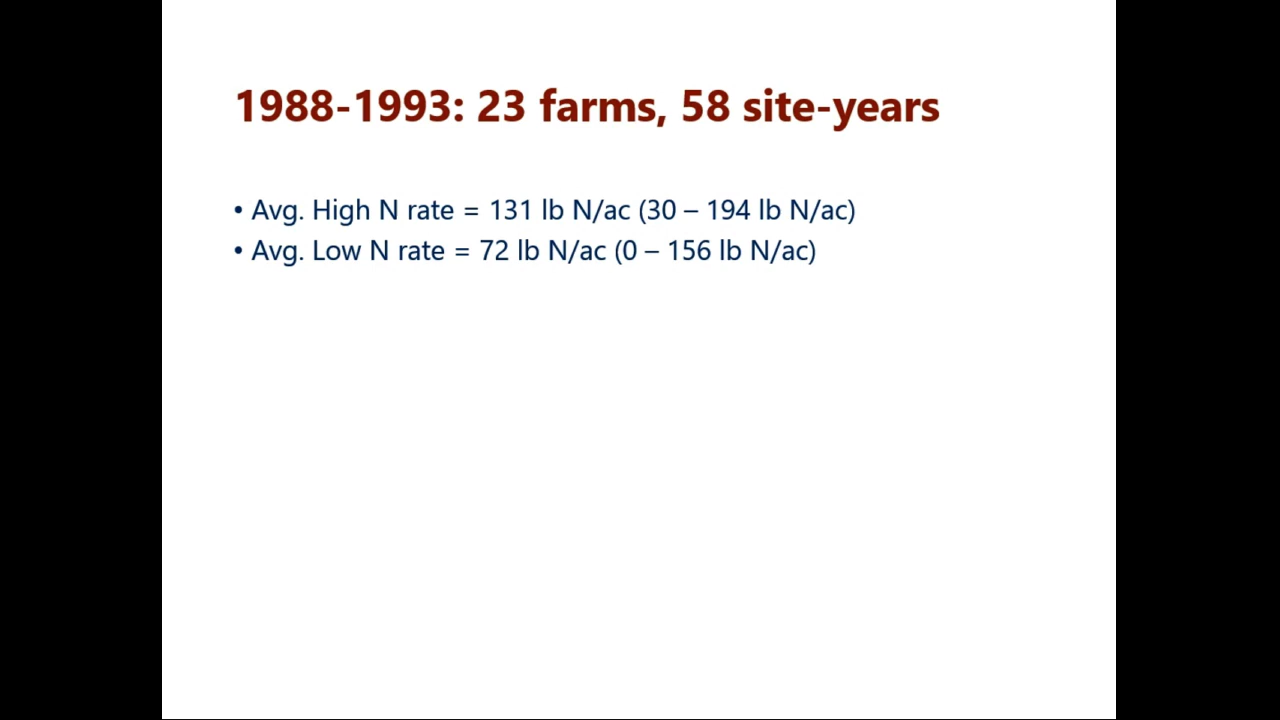 1988-1993: 23 farms, 58 site-years
• Avg. High N rate = 131 lb N/ac (30 – 194 lb N/ac)
• Avg. Low N rate = 72 lb N/ac (0 – 156 lb N/ac)